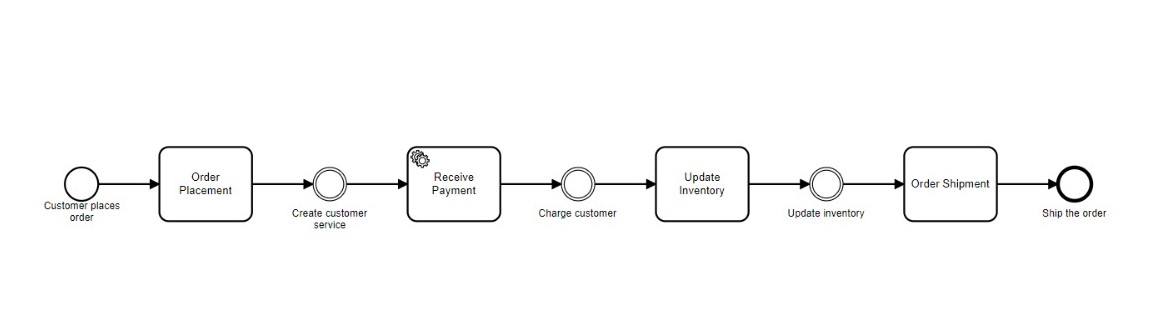 Customer places
order
Order
Placement
Create customer
service
Receive
Payment
Charge customer
Update
Inventory
Update inventory
Order Shipment
Ship the order